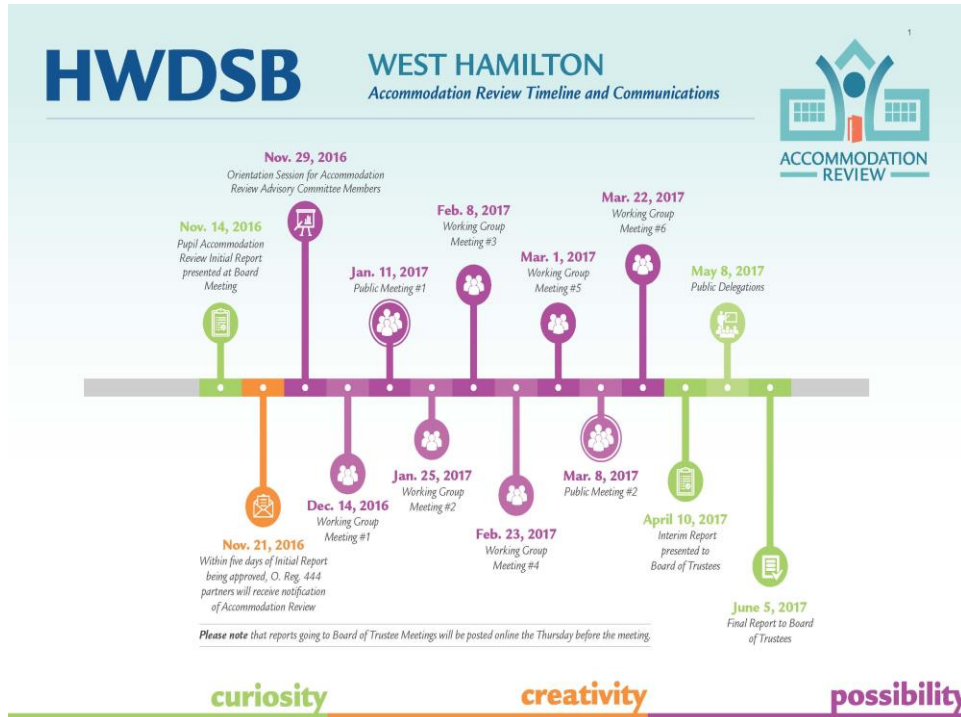 1
HWDSB
WEST HAMILTON
Accommodation Review Timeline and Communications
ACCOMMODATION
REVIEW
Nov. 14, 2016
Pupil Accommodation
Review Initial Report
presented at Board
Meeting
Nov. 21, 2016
Within five days of Initial Report
being approved, O. Reg. 444
partners will receive notification
of Accommodation Review
Nov. 29, 2016
Orientation Session for Accommodation
Review Advisory Committee Members
Dec. 14, 2016
Working Group
Meeting #1
Jan. 11, 2017
Public Meeting #1
Jan. 25, 2017
Working Group
Meeting #2
Feb. 8, 2017
Working Group
Meeting #3
Feb. 23, 2017
Working Group
Meeting #4
Mar. 1, 2017
Working Group
Meeting #5
Mar. 8, 2017
Public Meeting #2
Mar. 22, 2017
Working Group
Meeting #6
April 10, 2017
Interim Report
presented to
Board of Trustees
May 8, 2017
Public Delegations
June 5, 2017
Final Report to Board
of Trustees
Please note that reports going to Board of Trustee Meetings will be posted online the Thursday before the meeting.
curiosity
creativity
possibility